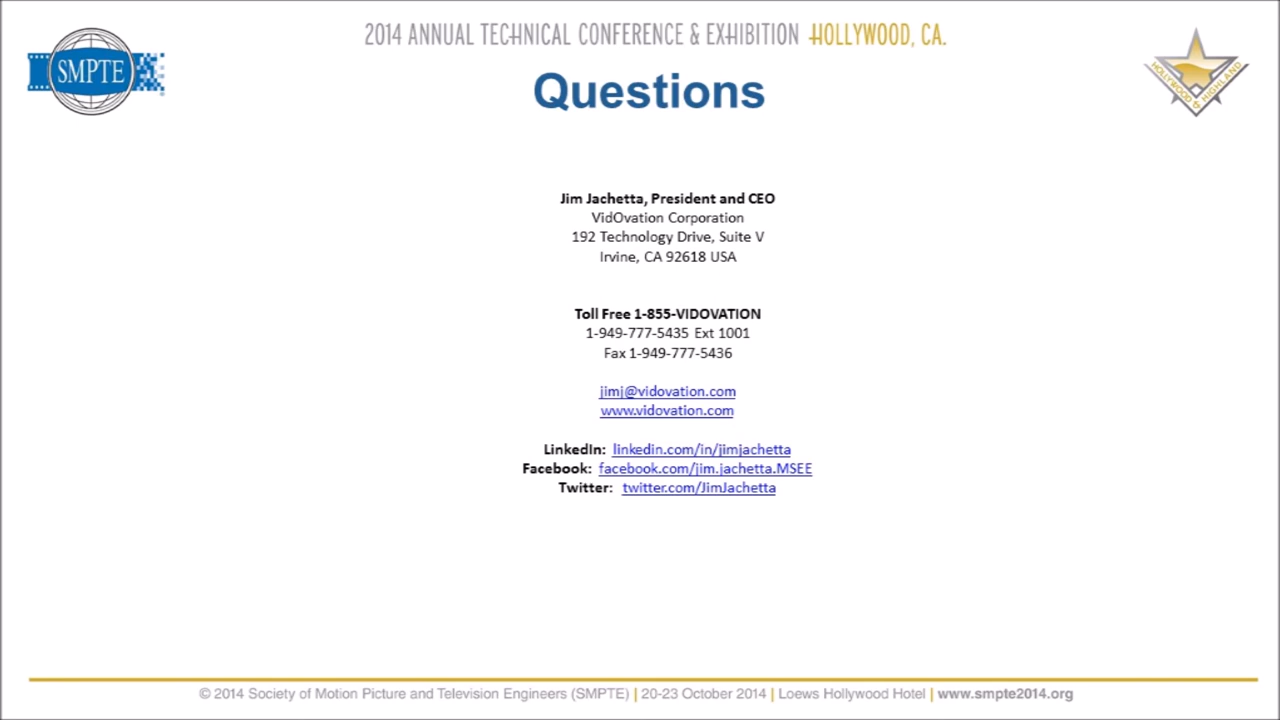 2014 ANNUAL TECHNICAL CONFERENCE & EXHIBITION HOLLYWOOD, CA.
SMPTE
HOLLYWOOD & HIGHLAND
Questions
Jim Jachetta, President and CEO
VidOvation Corporation
192 Technology Drive, Suite V
Irvine, CA 92618 USA
Toll Free 1-855-VIDOVATION
1-949-777-5435 Ext 1001
Fax 1-949-777-5436
jimj@vidovation.com
www.vidovation.com
LinkedIn: linkedin.com/in/jimjachetta
Facebook: facebook.com/jim.jachetta.MSEE
Twitter: twitter.com/JimJachetta
© 2014 Society of Motion Picture and Television Engineers (SMPTE) | 20-23 October 2014 | Loews Hollywood Hotel | www.smpte2014.org